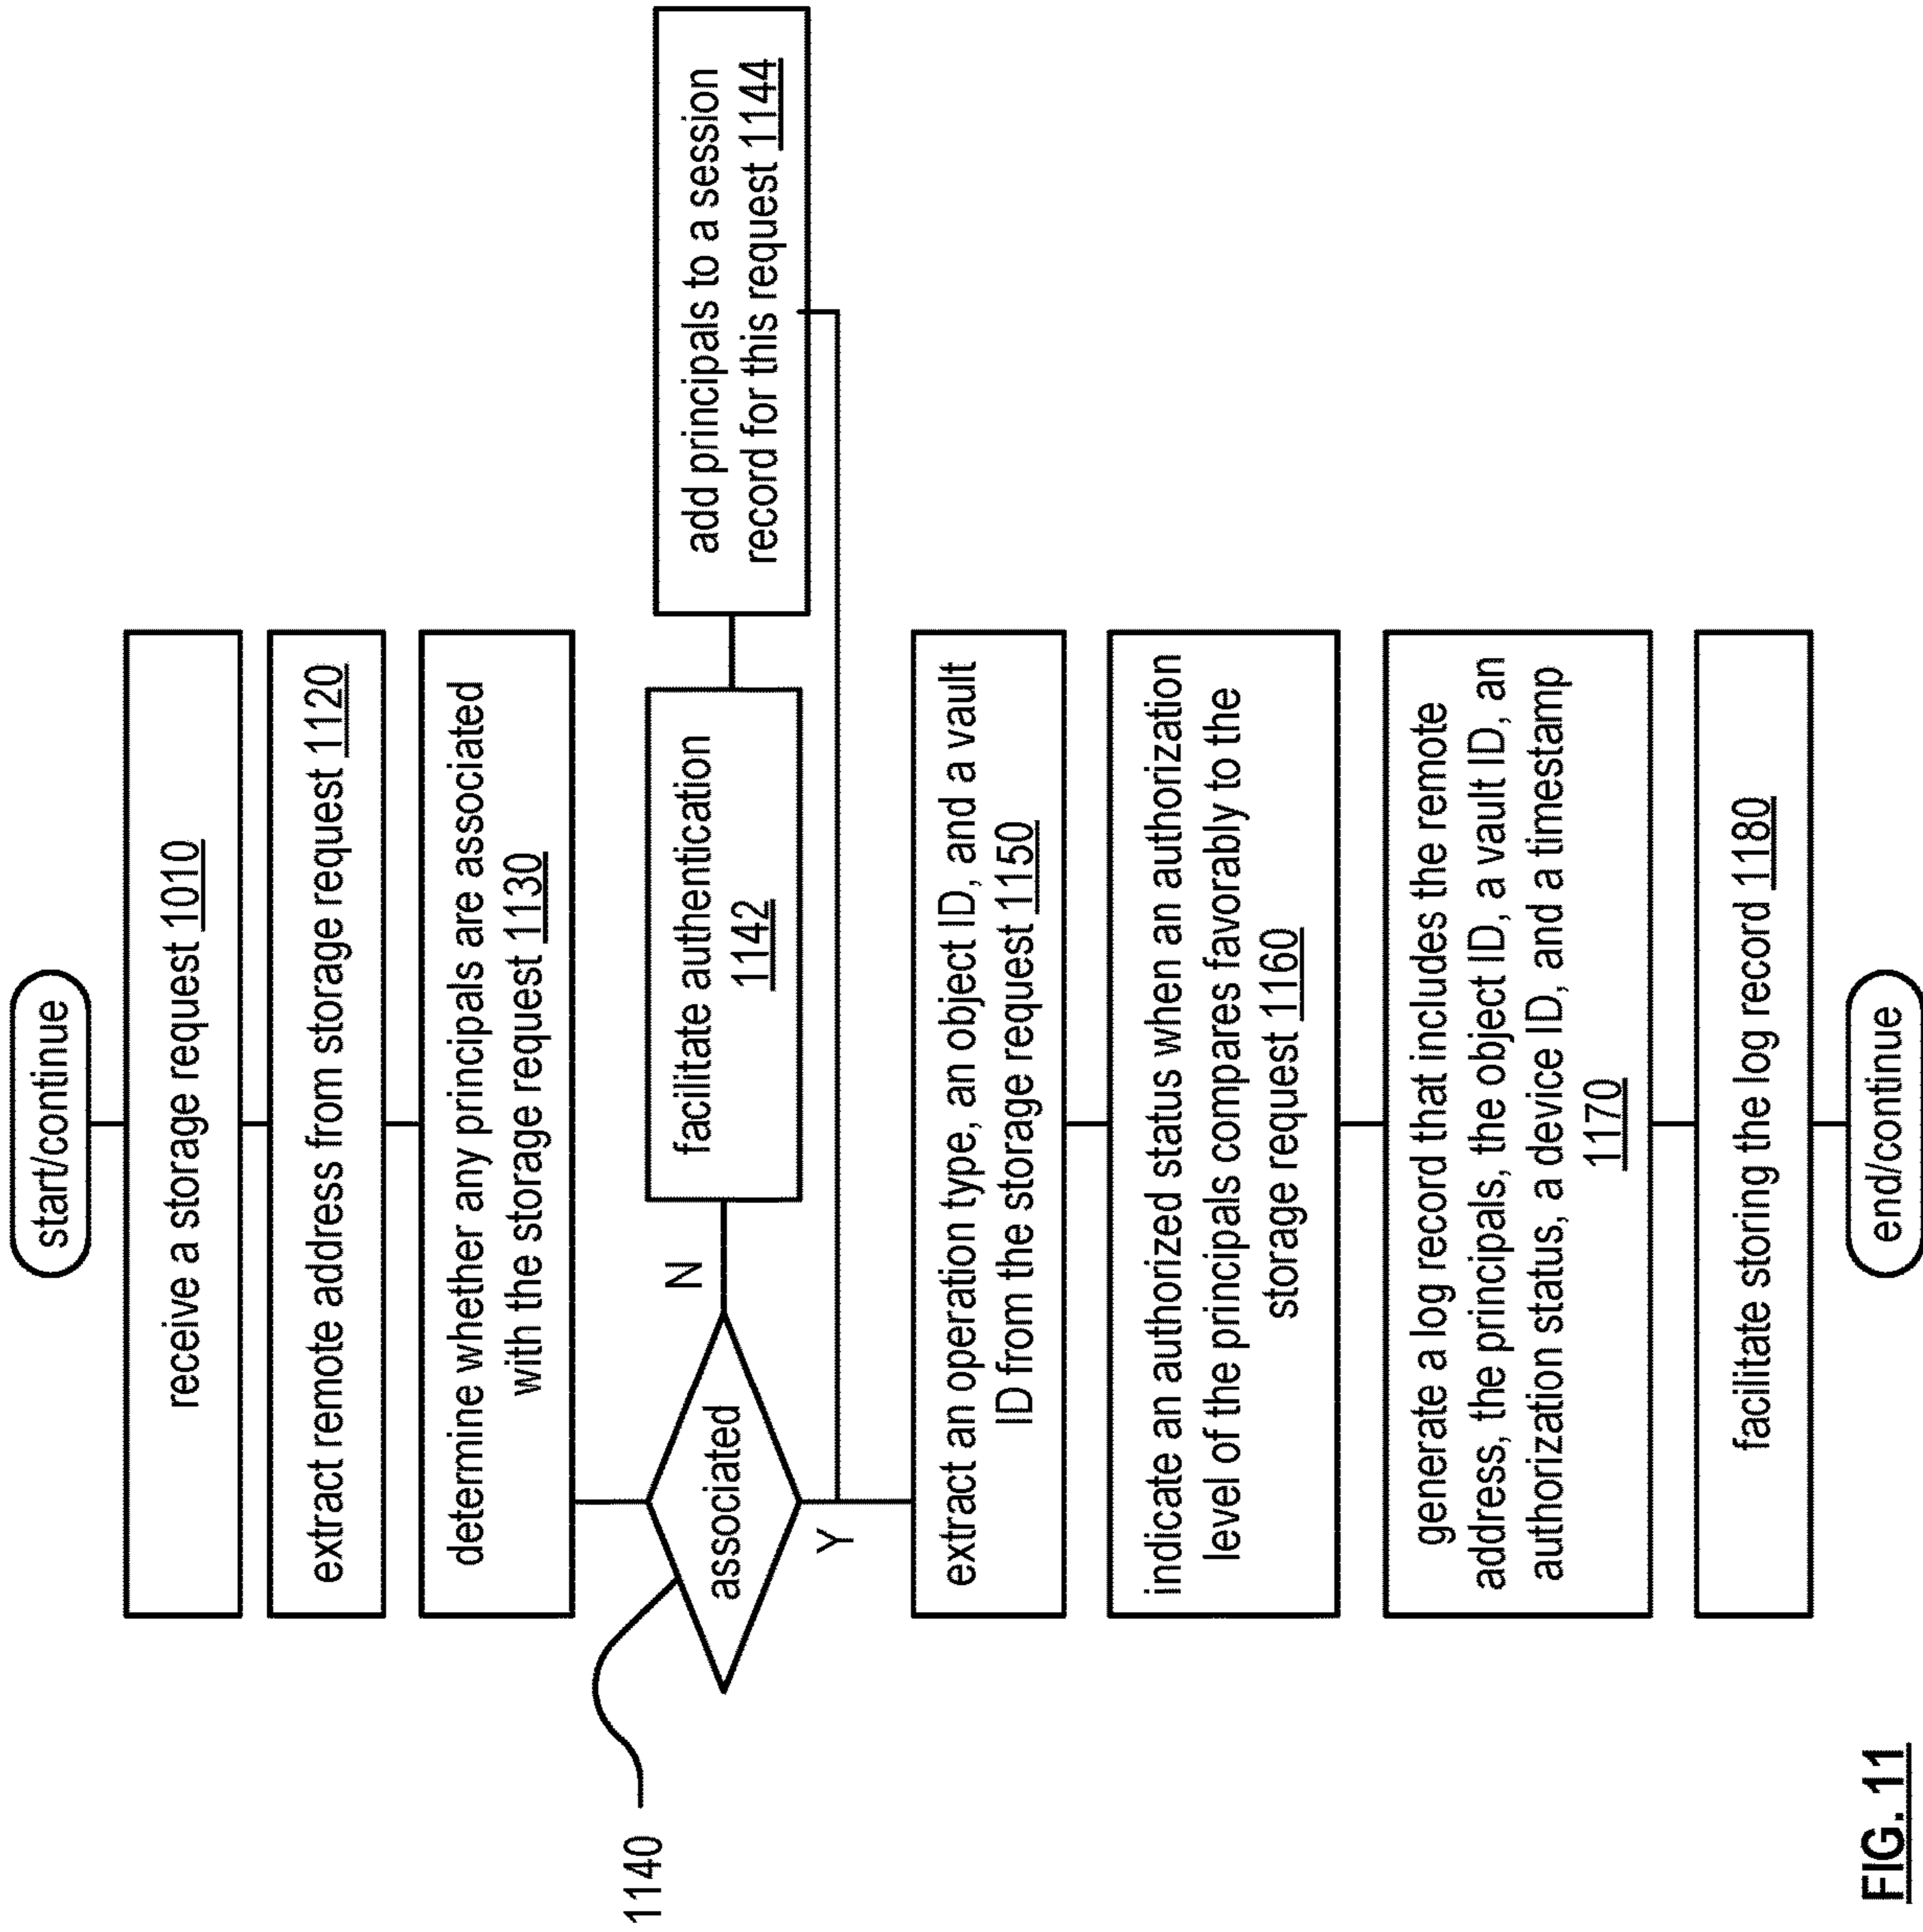 start/continue
receive a storage request 1010
extract remote address from storage request 1120
determine whether any principals are associated
with the storage request 1130
1140
associated
N
facilitate authentication
1142
add principals to a session
record for this request 1144
Y
extract an operation type, an object ID, and a vault
ID from the storage request 1150
indicate an authorized status when an authorization
level of the principals compares favorably to the
storage request 1160
generate a log record that includes the remote
address, the principals, the object ID, a vault ID, an
authorization status, a device ID, and a timestamp
1170
facilitate storing the log record 1180
end/continue
FIG. 11